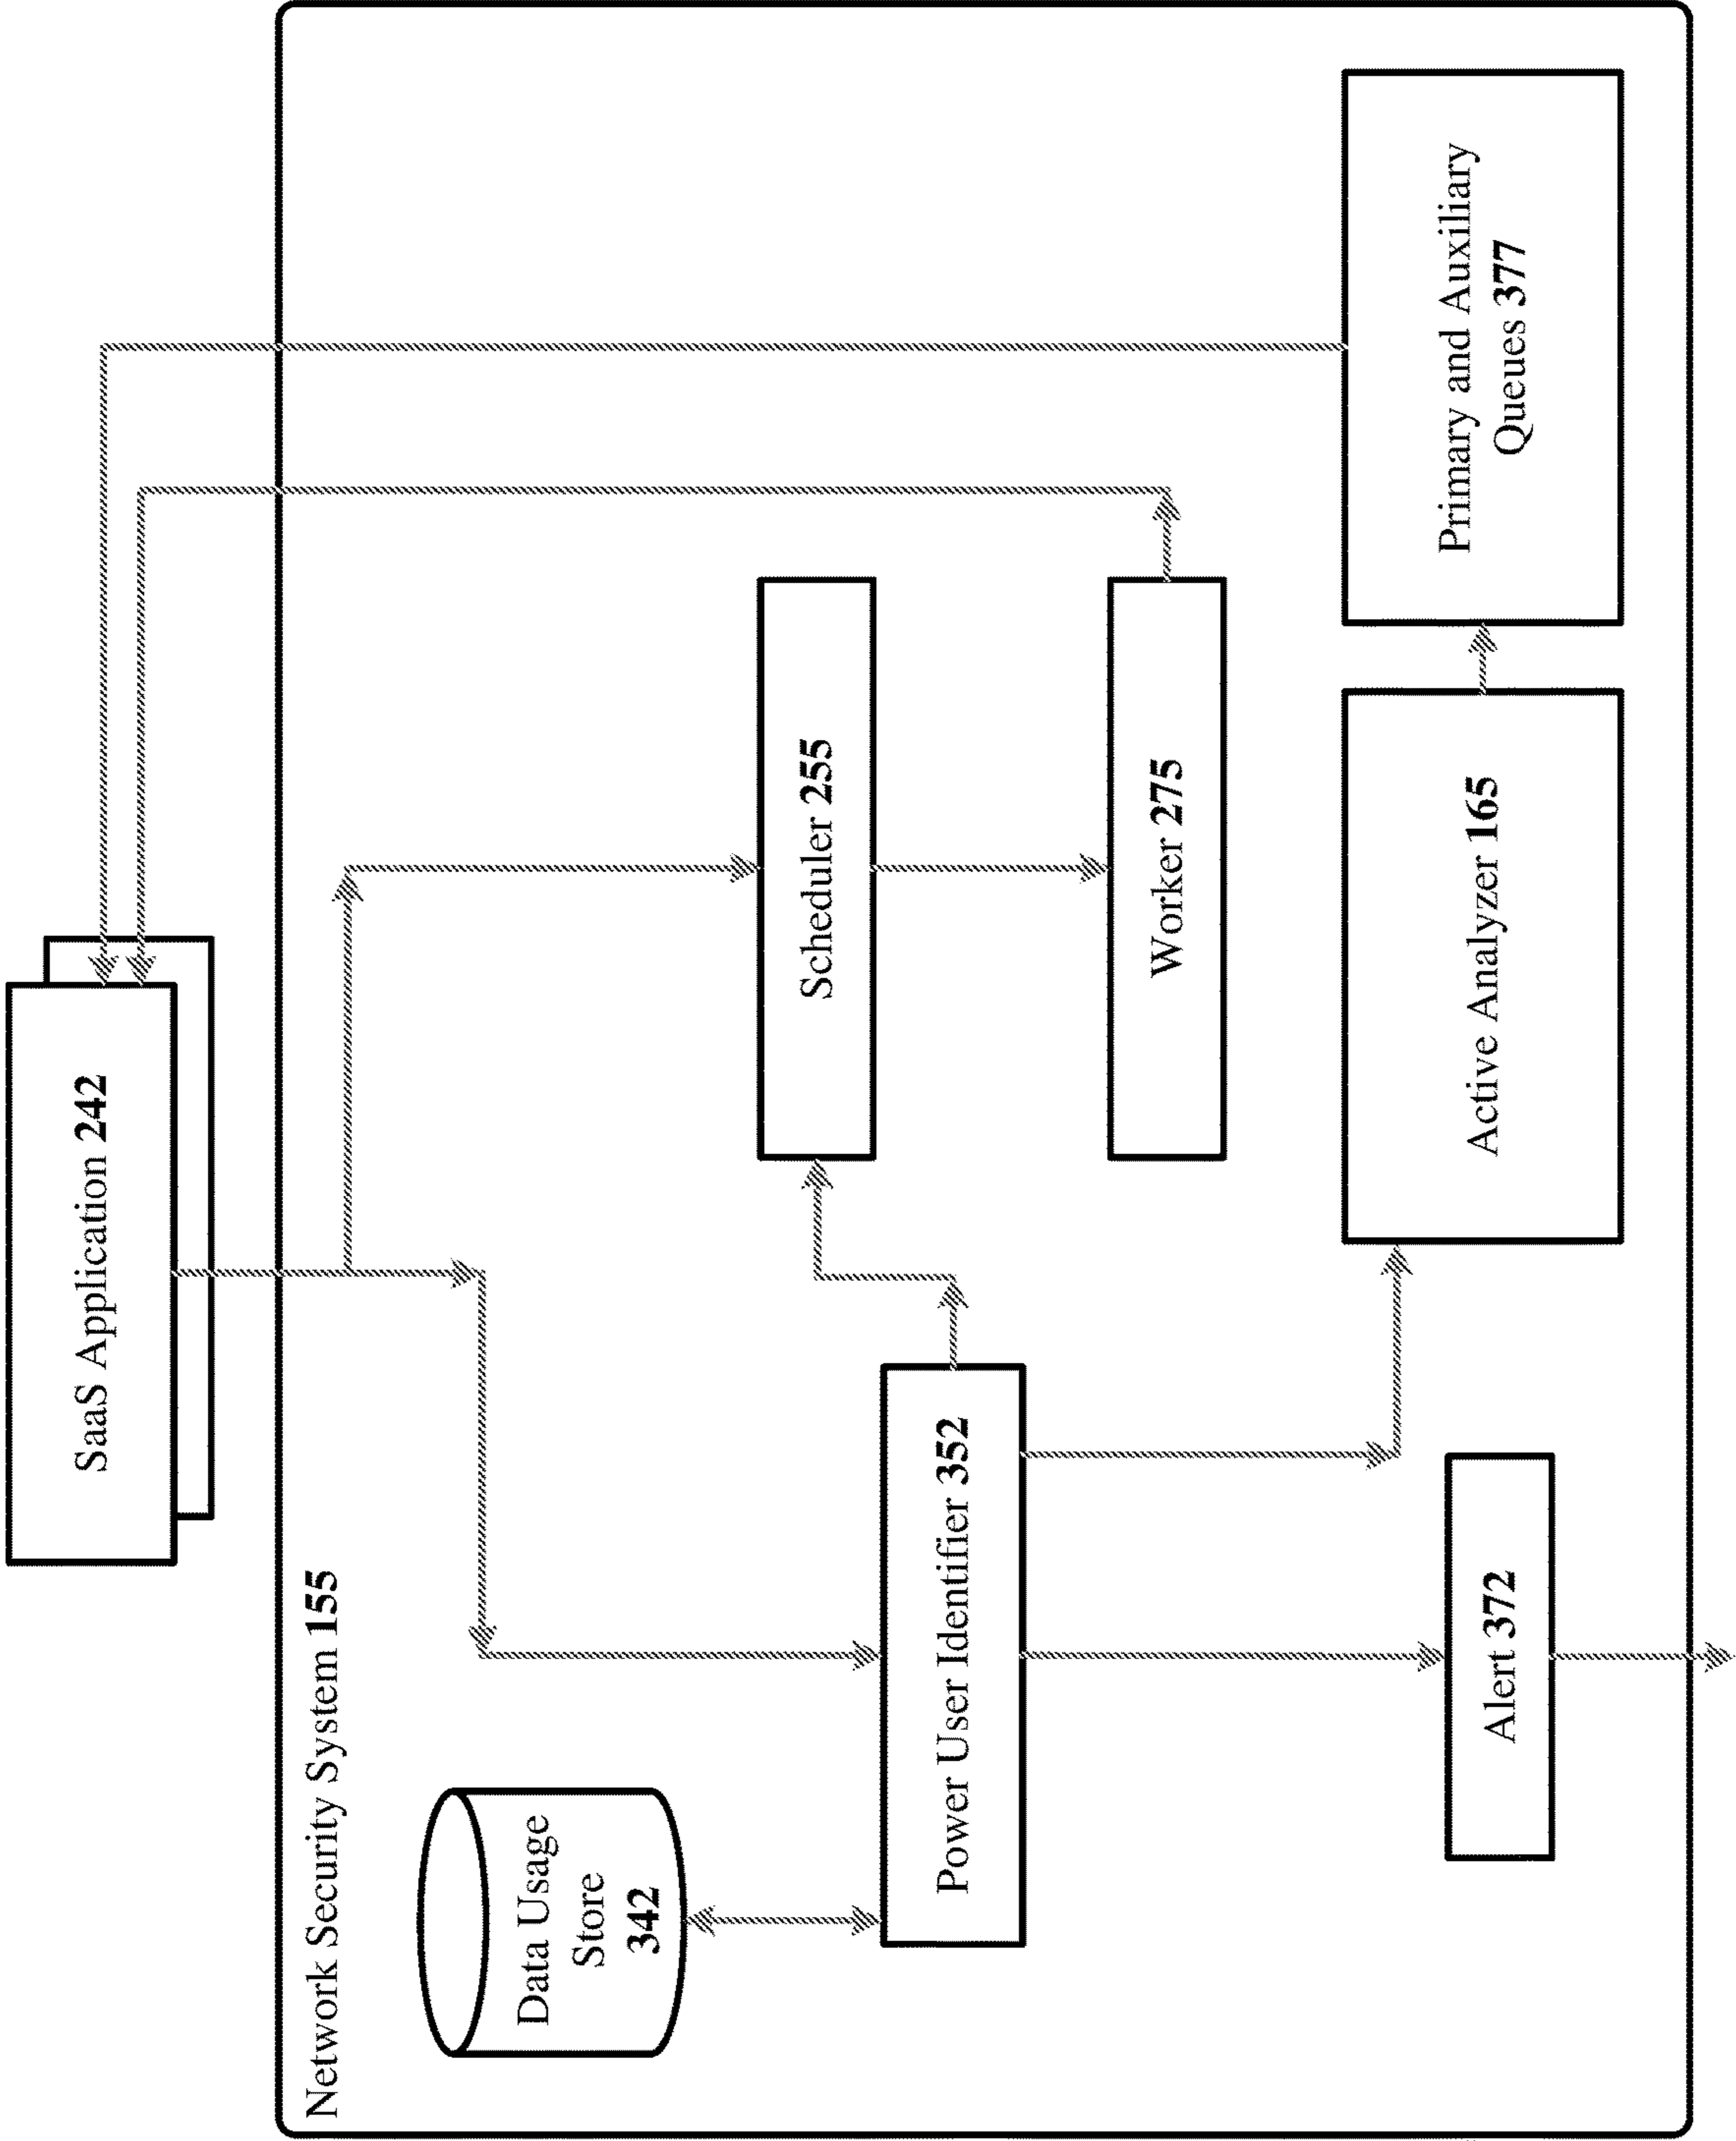 SaaS Application 242
Network Security System 155
Data Usage
Store
342
Scheduler 255
Power User Identifier 352
Worker 275
Alert 372
Active Analyzer 165
Primary and Auxiliary
Queues 377